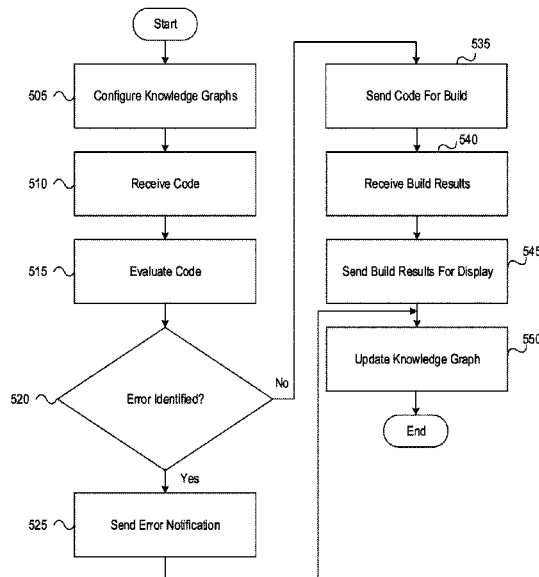 Start
505
Configure Knowledge Graphs
510
Receive Code
515
Evaluate Code
520
Error Identified?
No
Yes
525
Send Error Notification
535
Send Code For Build
540
Receive Build Results
545
Send Build Results For Display
550
Update Knowledge Graph
End